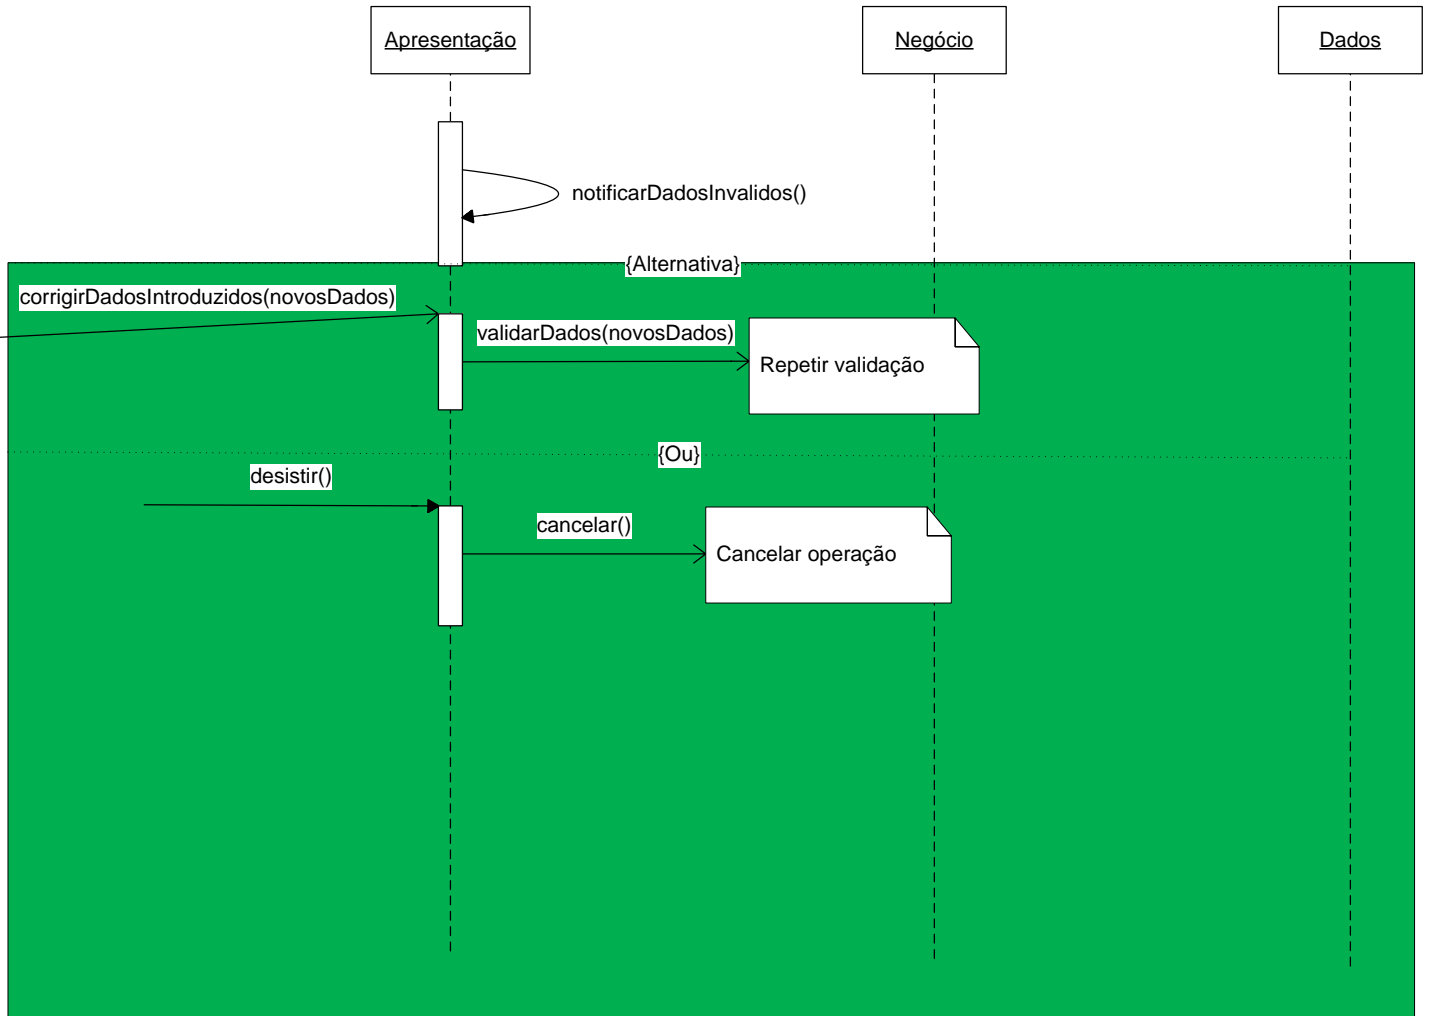 Apresentação
Negócio
Dados
notificarDadosInvalidos()
{Alternativa}
corrigirDadosIntroduzidos(novosDados)
validarDados(novosDados)
Repetir validação
{Ou}
desistir()
cancelar()
Cancelar operação